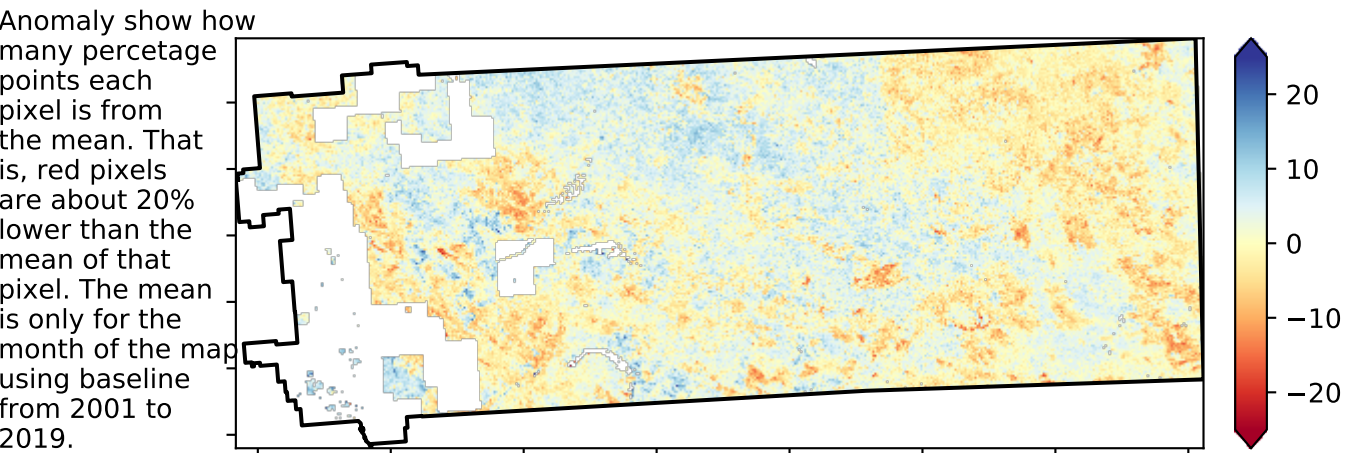 Anomaly show how
many percetage
points each
pixel is from
the mean. That
is, red pixels
are about 20%
lower than the
mean of that
pixel. The mean
is only for the
month of the map
using baseline
from 2001 to
2019.
20
10
0
−10
−20